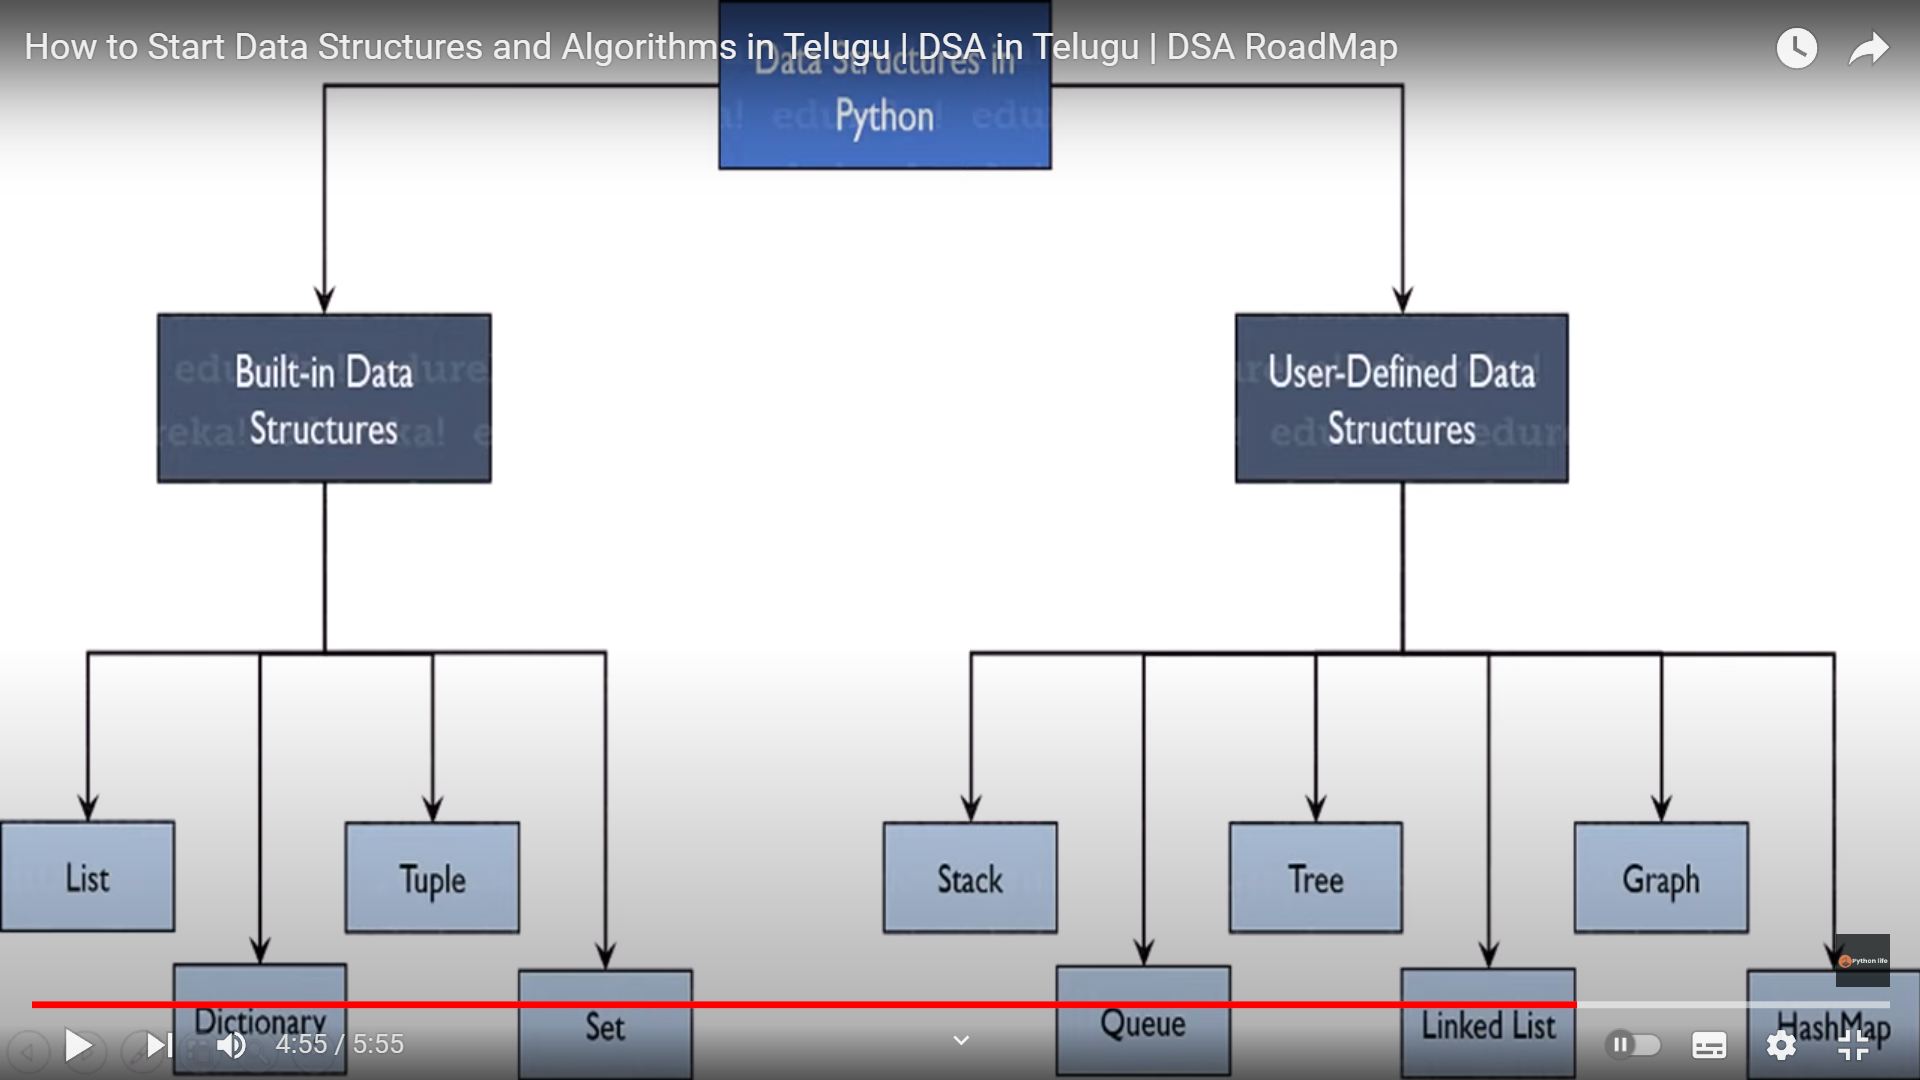 How to Start Data Structures and Algorithms in Telugu | DSA in Telugu | DSA RoadMap
Data Structures in
Python
Built-in Data
Structures
User-Defined Data
Structures
List
Tuple
Stack
Tree
Graph
Python life
Dictionary
Set
Queue
Linked List
HashMap
4:55 / 5:55